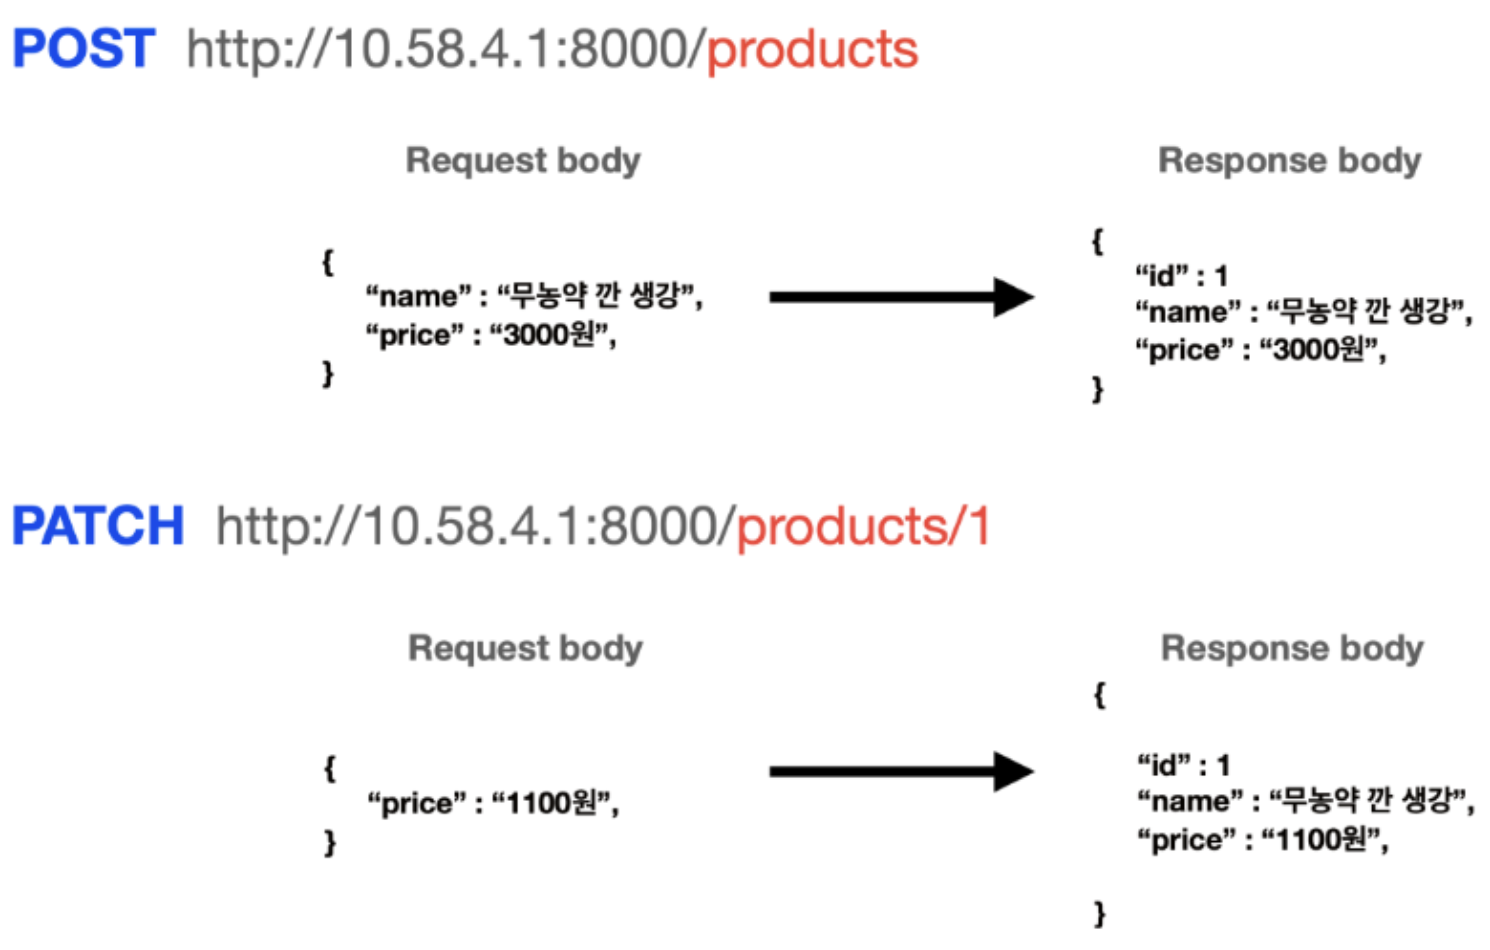 POST http://10.58.4.1:8000/products
Request body
{
“name” : “무농약 깐 생강”,
“price” : “3000원”,
}
Response body
{
“id” : 1
“name” : “무농약 깐 생강”,
“price” : “3000원”,
}
PATCH http://10.58.4.1:8000/products/1
Request body
{
“price” : “1100원”,
}
Response body
{
“id” : 1
“name” : “무농약 깐 생강”,
“price” : “1100원”,
}